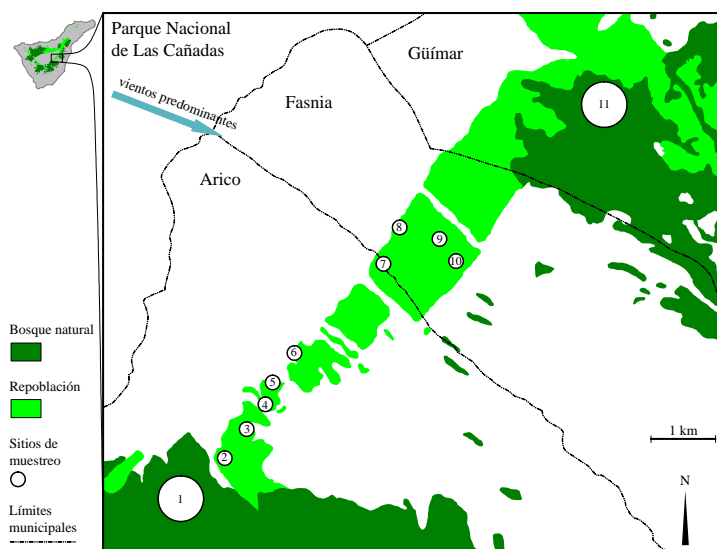 Parque Nacional
de Las Cañadas
Güímar
vientos predominantes
Fasnia
11
Arico
8
9
7
10
Bosque natural
6
Repoblación
5
4
1 km
Sitios de
muestreo
3
2
N
1
Límites
municipales